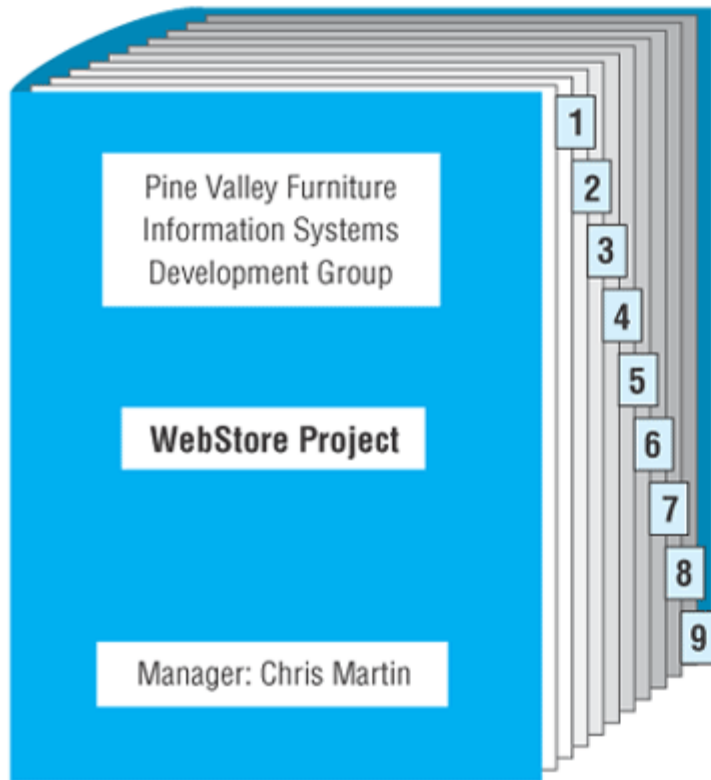 Pine Valley Furniture
Information Systems
Development Group
WebStore Project
Manager: Chris Martin
1
2
3
4
5
6
7
8
9